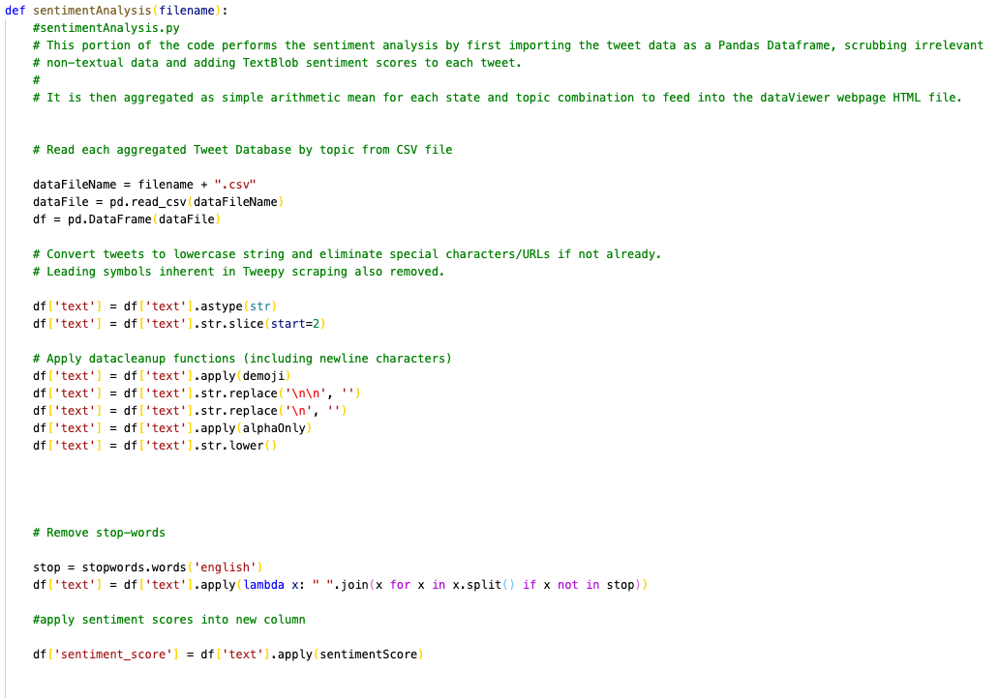 def sentimentAnalysis(filename):
    #sentimentAnalysis.py
    # This portion of the code performs the sentiment analysis by first importing the tweet data as a Pandas Dataframe, scrubbing irrelevant
    # non-textual data and adding TextBlob sentiment scores to each tweet.
    #
    # It is then aggregated as simple arithmetic mean for each state and topic combination to feed into the dataViewer webpage HTML file.
    # Read each aggregated Tweet Database by topic from CSV file
    dataFileName = filename + ".csv"
    dataFile = pd.read_csv(dataFileName)
    df = pd.DataFrame(dataFile)
    # Convert tweets to lowercase string and eliminate special characters/URLs if not already.
    # Leading symbols inherent in Tweepy scraping also removed.
    df['text'] = df['text'].astype(str)
    df['text'] = df['text'].str.slice(start=2)
    # Apply datacleanup functions (including newline characters)
    df['text'] = df['text'].apply(demoji)
    df['text'] = df['text'].str.replace('\n\n', '')
    df['text'] = df['text'].str.replace('\n', '')
    df['text'] = df['text'].apply(alphaOnly)
    df['text'] = df['text'].str.lower()
    # Remove stop-words
    stop = stopwords.words('english')
    df['text'] = df['text'].apply(lambda x: " ".join(x for x in x.split() if x not in stop))
    #apply sentiment scores into new column
    df['sentiment_score'] = df['text'].apply(sentimentScore)